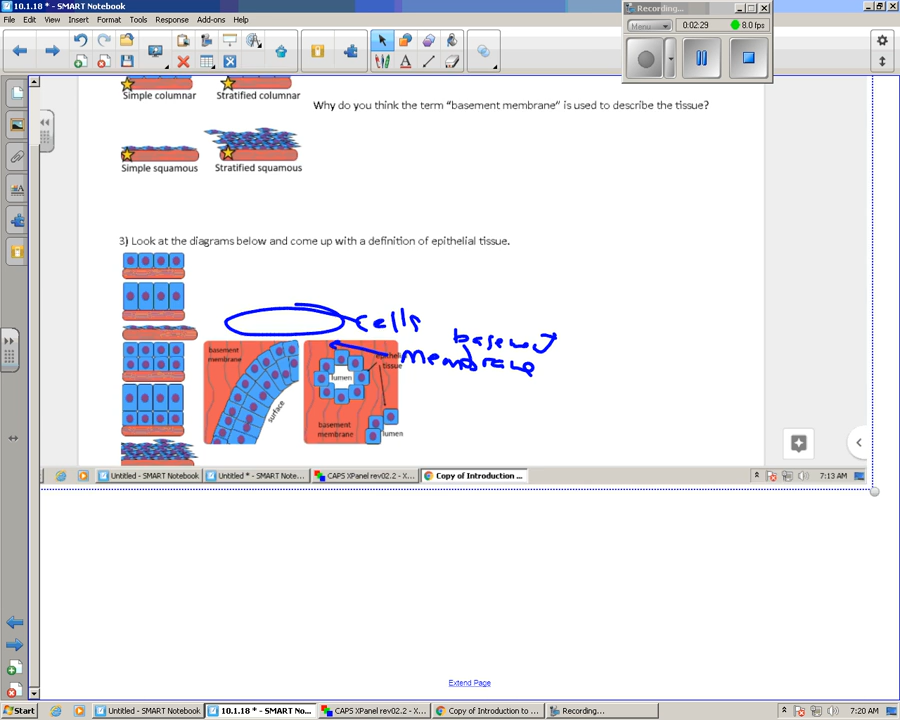 10.1.18 * - SMART Notebook
Recording...
File Edit View Insert Format Tools Response Add-ons Help
Menu
0:02:29
8.0 fps
Simple columnar
Stratified columnar
Why do you think the term "basement membrane" is used to describe the tissue?
Simple squamous
Stratified squamous
3) Look at the diagrams below and come up with a definition of epithelial tissue.
cells
membrane
basement membrane
surface
lumen
tissue
basement membrane
lumen
Untitled - SMART Notebook
Untitled * - SMART Note...
CAPS XPanel rev02.2 - X...
Copy of Introduction ...
7:13 AM
Extend Page
Start
Untitled - SMART Notebook
10.1.18 * - SMART No...
CAPS XPanel rev02.2 - X...
Copy of Introduction to ...
Recording...
7:20 AM